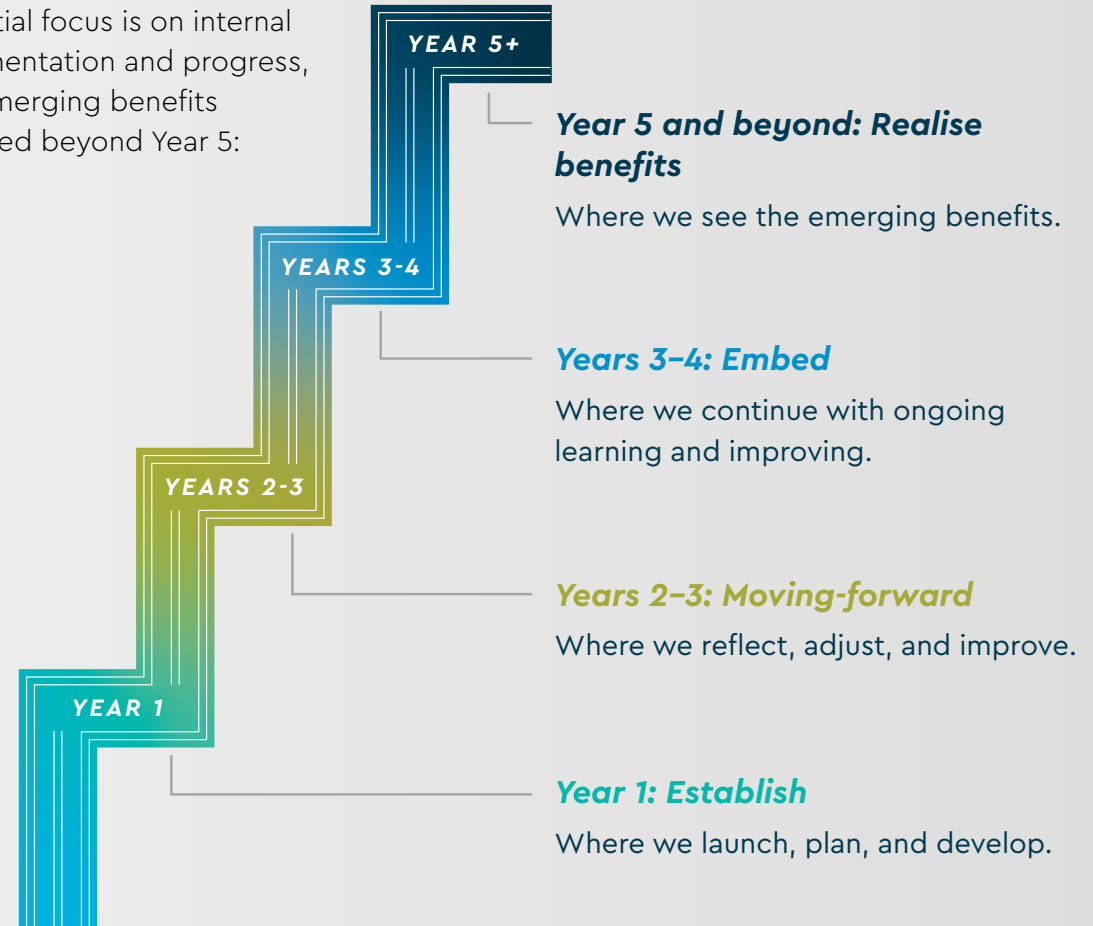 tial focus is on internal
nentation and progress,
merging benefits
ed beyond Year 5:
YEAR 5+
Year 5 and beyond: Realise
benefits
Where we see the emerging benefits.
YEARS 3-4
Years 3–4: Embed
Where we continue with ongoing
learning and improving.
YEARS 2-3
Years 2–3: Moving-forward
Where we reflect, adjust, and improve.
YEAR 1
Year 1: Establish
Where we launch, plan, and develop.